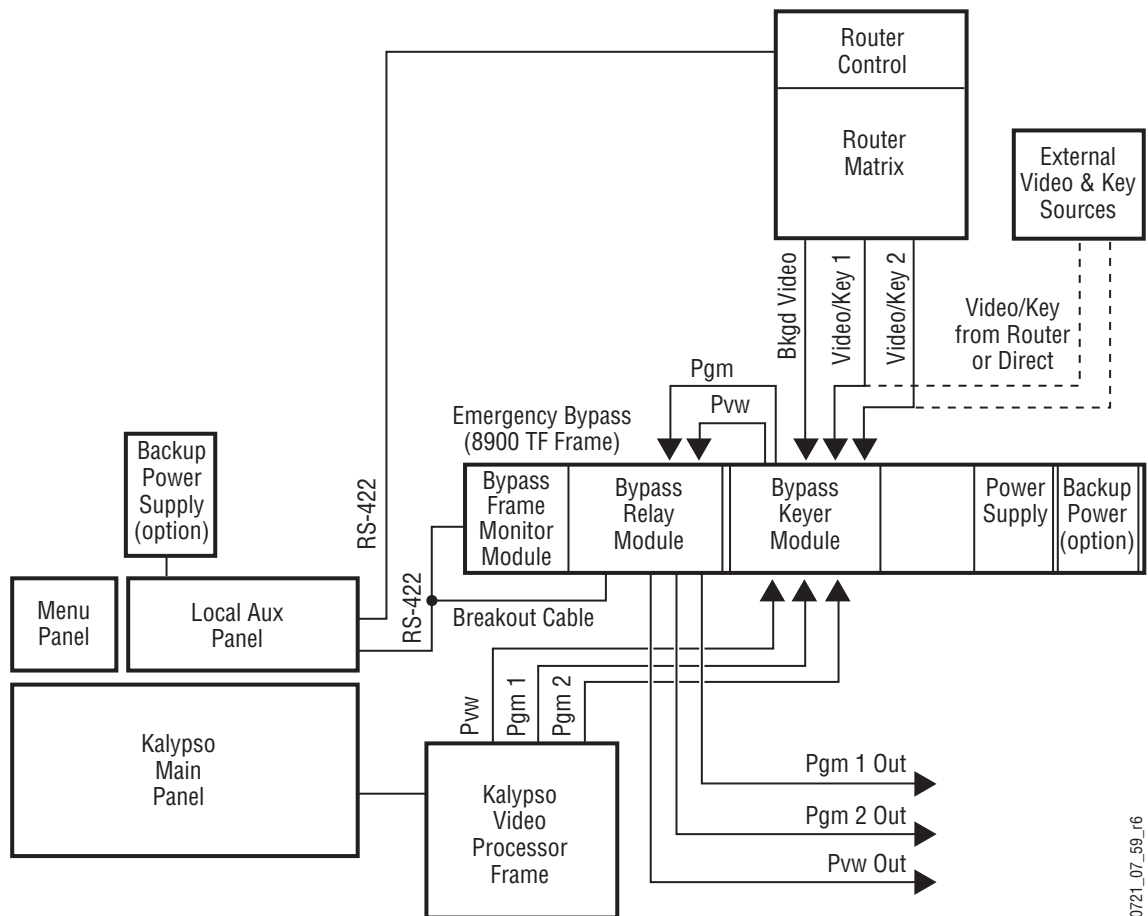 Router
Control
Router
Matrix
External
Video & Key
Sources
Bkgd Video
Video/Key 1
Video/Key 2
Video/Key
from Router
or Direct
Pgm
Pvw
Emergency Bypass
(8900 TF Frame)
Backup
Power
Supply
(option)
RS-422
Bypass
Frame
Monitor
Module
Bypass
Relay
Module
Bypass
Keyer
Module
Power
Supply
Backup
Power
(option)
Menu
Panel
Local Aux
Panel
RS-422
Breakout Cable
Kalypso
Main
Panel
Pvw
Pgm 1
Pgm 2
Kalypso
Video
Processor
Frame
Pgm 1 Out
Pgm 2 Out
Pvw Out
0721_07_59_r6